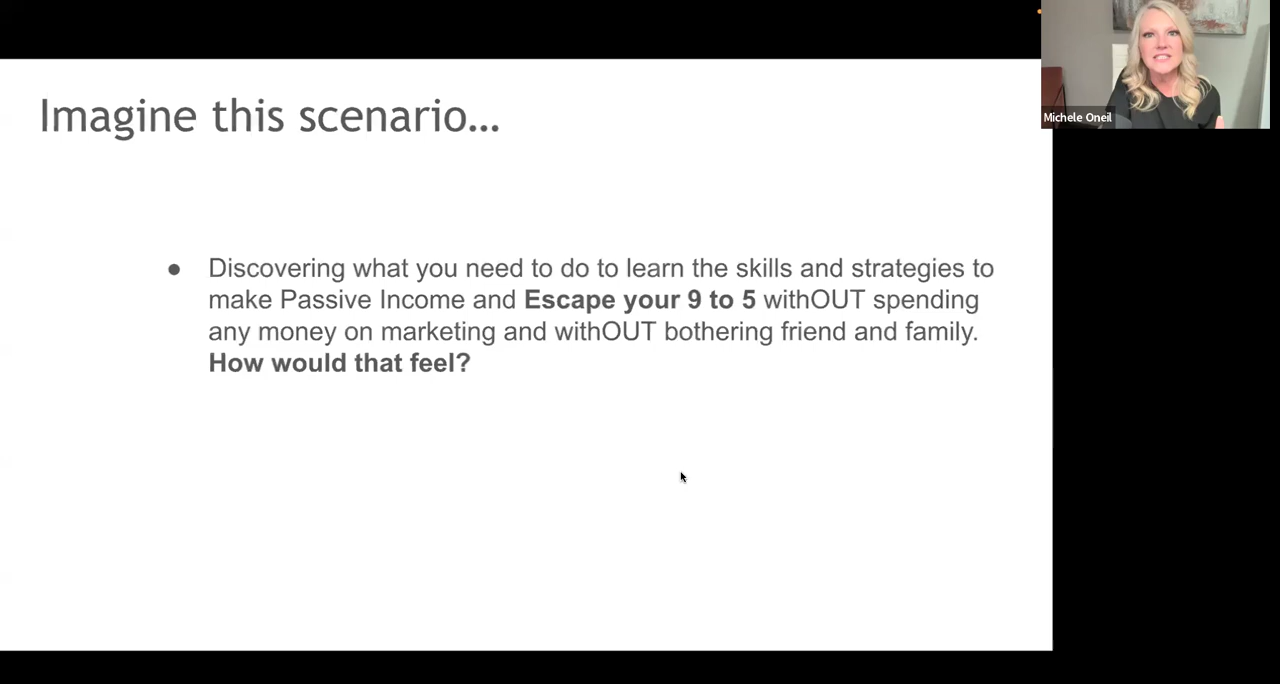 Michele Oneil
Imagine this scenario...
● Discovering what you need to do to learn the skills and strategies to
make Passive Income and Escape your 9 to 5 withOUT spending
any money on marketing and withOUT bothering friend and family.
How would that feel?